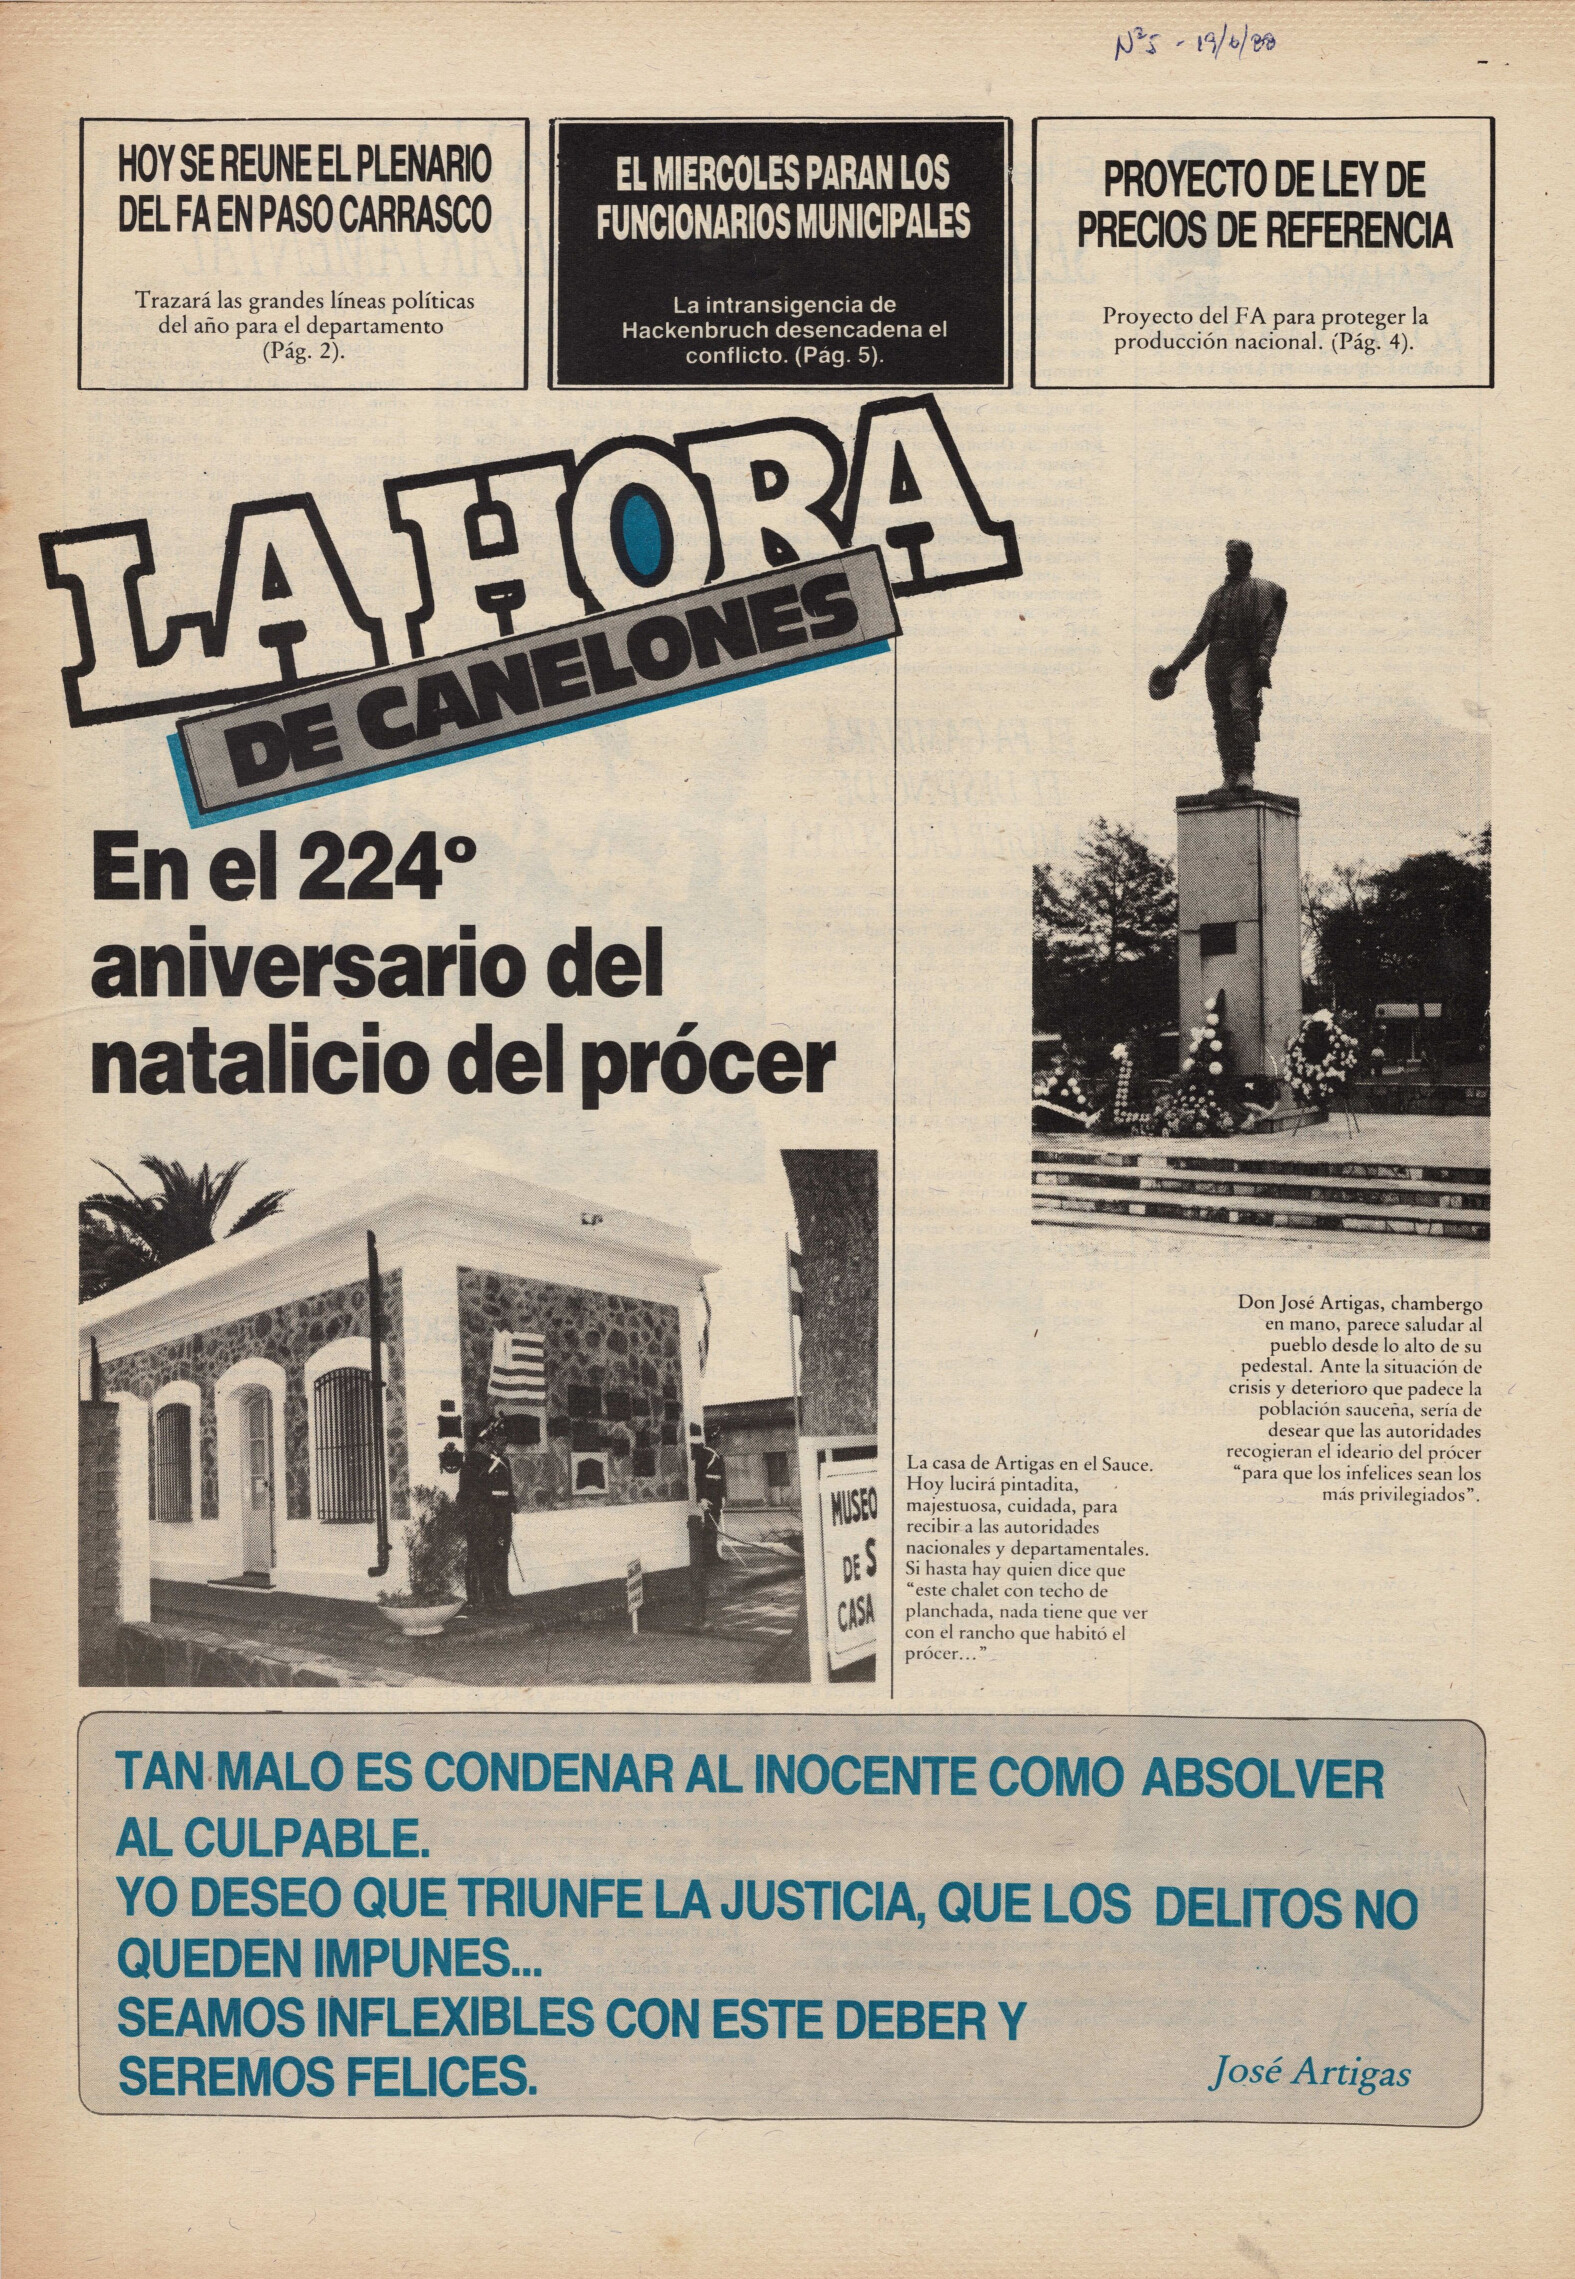 Nº5 - 19/6/88
HOY SE REUNE EL PLENARIO
DEL FA EN PASO CARRASCO
Trazará las grandes líneas políticas
del año para el departamento
(Pág. 2).
EL MIERCOLES PARAN LOS
FUNCIONARIOS MUNICIPALES
La intransigencia de
Hackenbruch desencadena el
conflicto. (Pág. 5).
PROYECTO DE LEY DE
PRECIOS DE REFERENCIA
Proyecto del FA para proteger la
producción nacional. (Pág. 4).
LA HORA
DE CANELONES
En el 224º
aniversario del
natalicio del prócer
MUSEO
DE S
CASA
Don José Artigas, chambergo
en mano, parece saludar al
pueblo desde lo alto de su
pedestal. Ante la situación de
crisis y deterioro que padece la
población sauceña, sería de
desear que las autoridades
recogieran el ideario del prócer
“para que los infelices sean los
más privilegiados”.
La casa de Artigas en el Sauce.
Hoy lucirá pintadita,
majestuosa, cuidada, para
recibir a las autoridades
nacionales y departamentales.
Si hasta hay quien dice que
“este chalet con techo de
planchada, nada tiene que ver
con el rancho que habitó el
prócer...”
TAN MALO ES CONDENAR AL INOCENTE COMO ABSOLVER
AL CULPABLE.
YO DESEO QUE TRIUNFE LA JUSTICIA, QUE LOS DELITOS NO
QUEDEN IMPUNES...
SEAMOS INFLEXIBLES CON ESTE DEBER Y
SEREMOS FELICES.
José Artigas